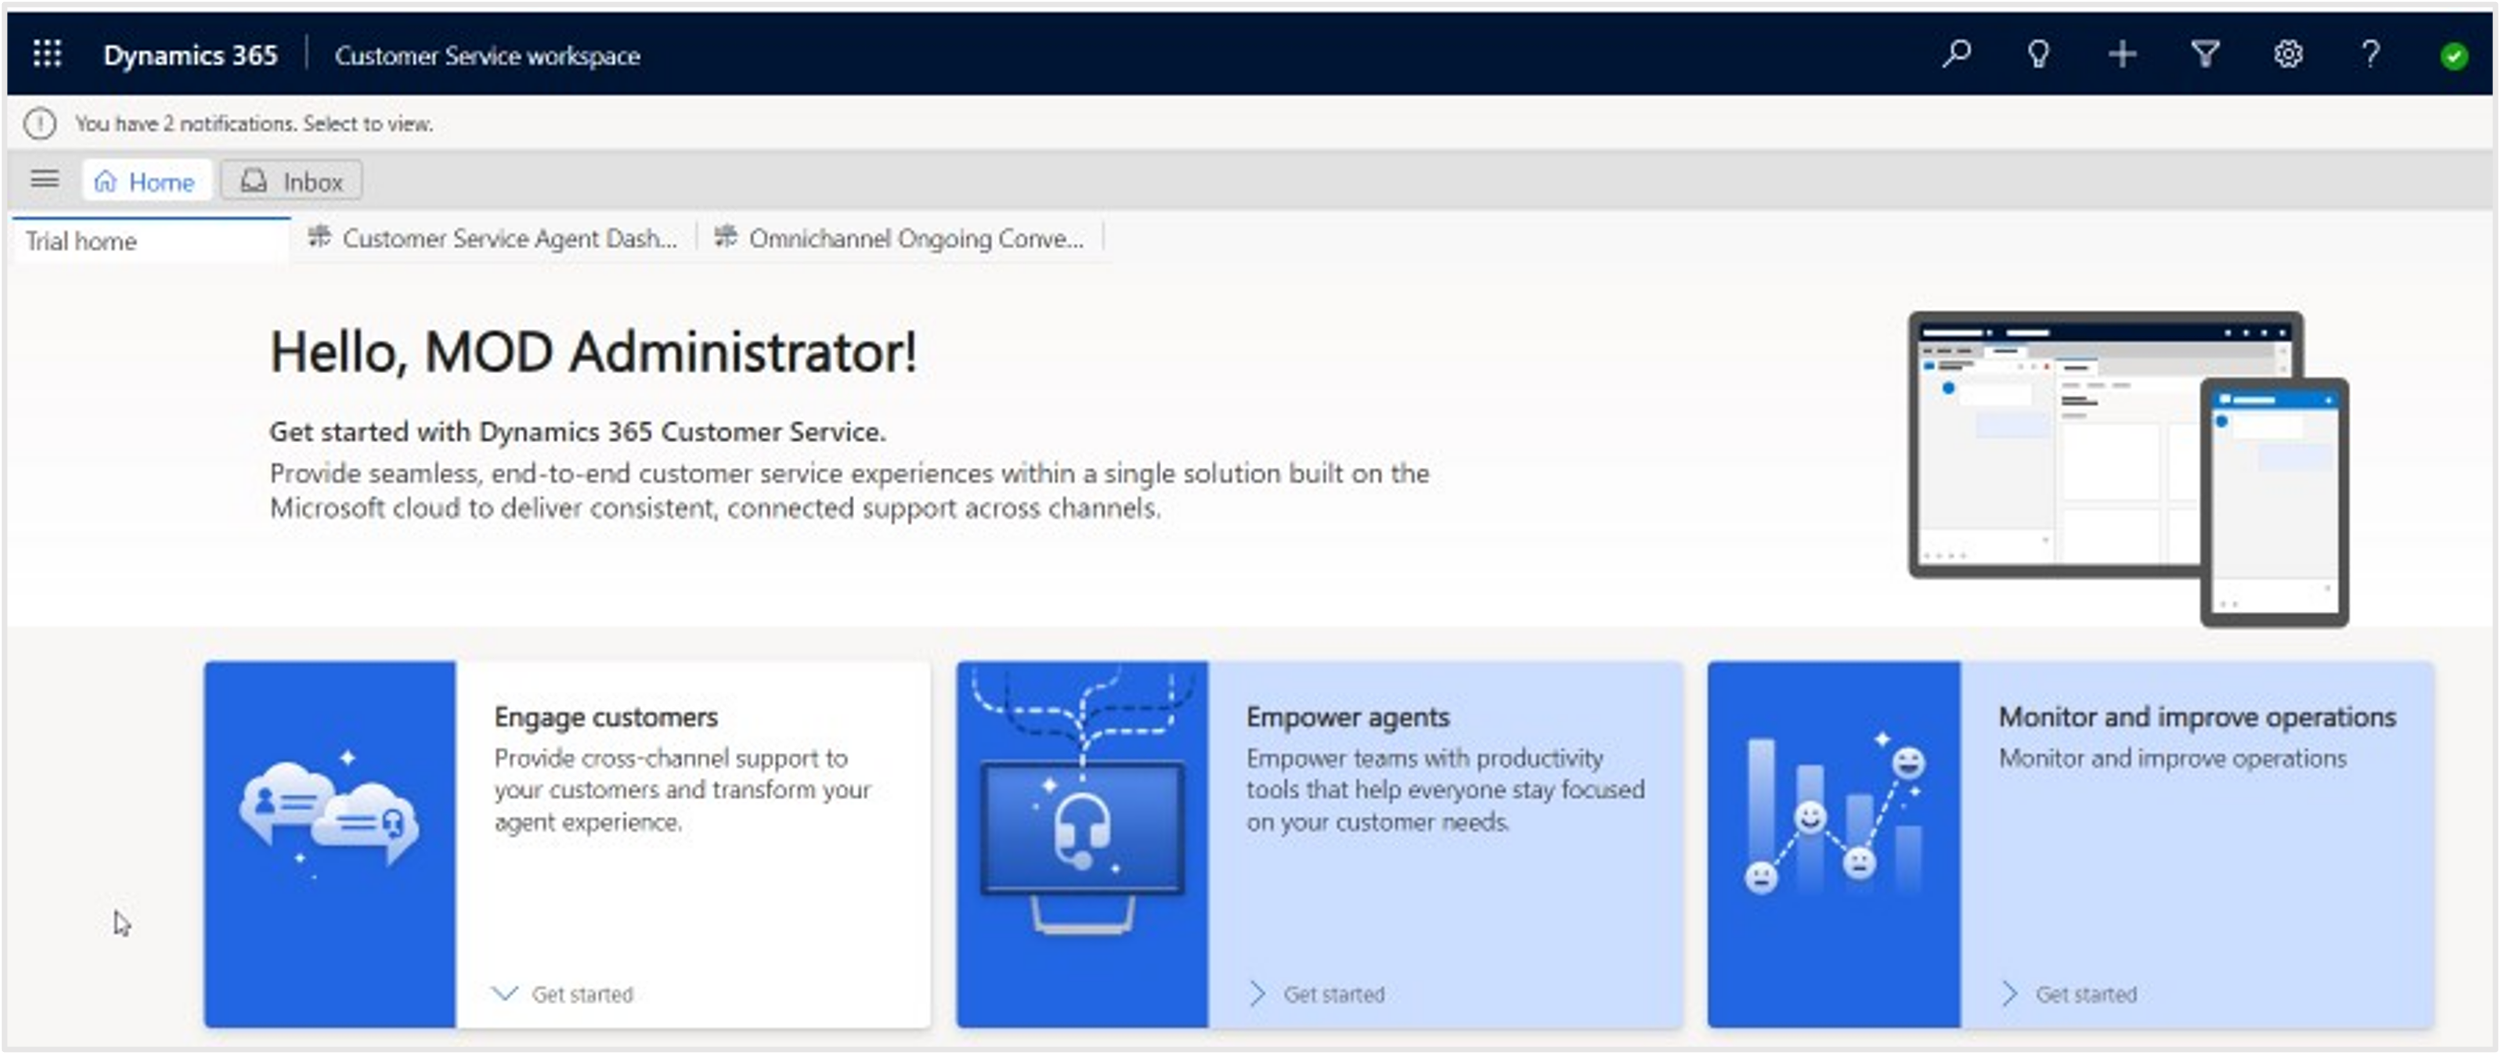 Dynamics 365 Customer Service workspace
You have 2 notifications. Select to view.
Home Inbox
Trial home Customer Service Agent Dash... Omnichannel Ongoing Conve...
Hello, MOD Administrator!
Get started with Dynamics 365 Customer Service.
Provide seamless, end-to-end customer service experiences within a single solution built on the
Microsoft cloud to deliver consistent, connected support across channels.
Engage customers
Provide cross-channel support to
your customers and transform your
agent experience.
Get started
Empower agents
Empower teams with productivity
tools that help everyone stay focused
on your customer needs.
Get started
Monitor and improve operations
Monitor and improve operations
Get started